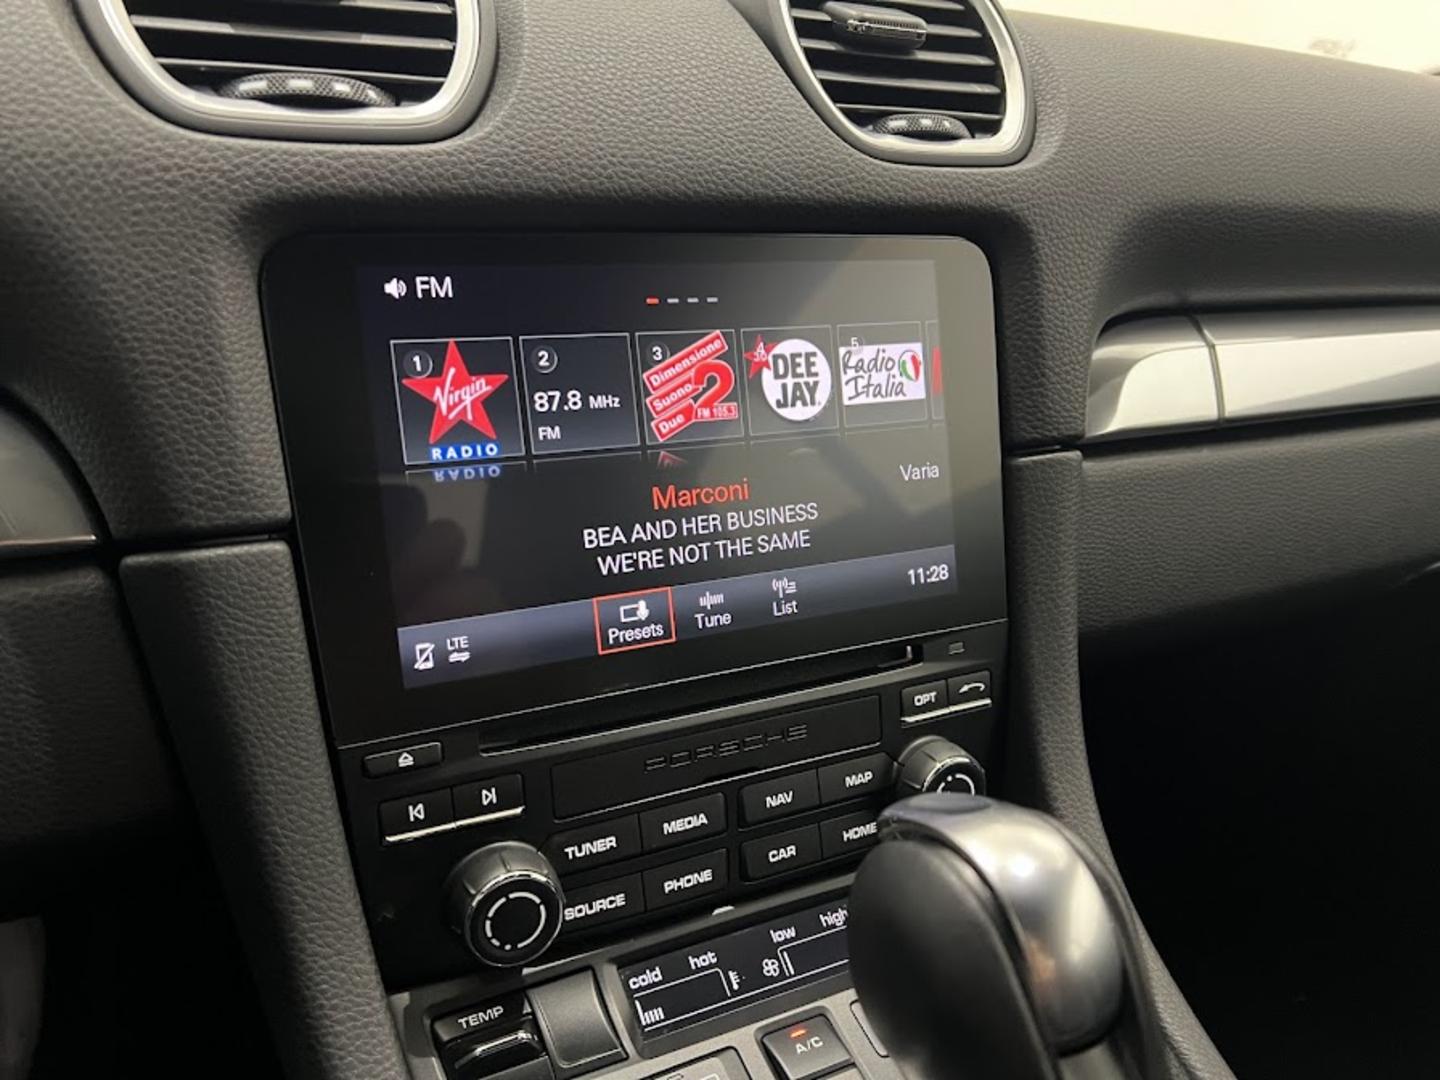 FM
1
Virgin
RADIO
2
87.8 MHz
FM
3
Dimensione
Suono
Due
2
FM 105.3
4
DEE
JAY
5
Radio
Italia
Varia
Marconi
BEA AND HER BUSINESS
WE'RE NOT THE SAME
11:28
LTE
Presets
Tune
List
OPT
PORSCHE
TUNER
MEDIA
NAV
MAP
SOURCE
PHONE
CAR
HOME
cold
hot
low
high
TEMP
A/C